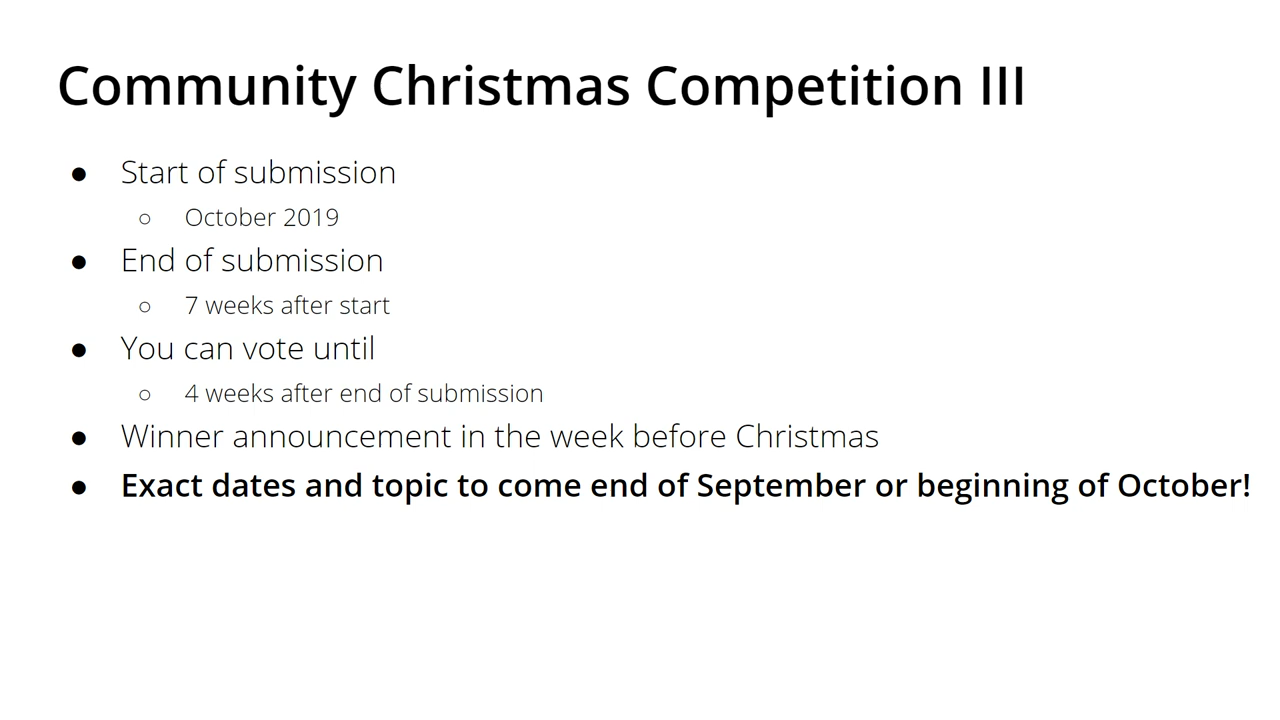 Community Christmas Competition III
● Start of submission
○ October 2019
● End of submission
○ 7 weeks after start
● You can vote until
○ 4 weeks after end of submission
● Winner announcement in the week before Christmas
● Exact dates and topic to come end of September or beginning of October!